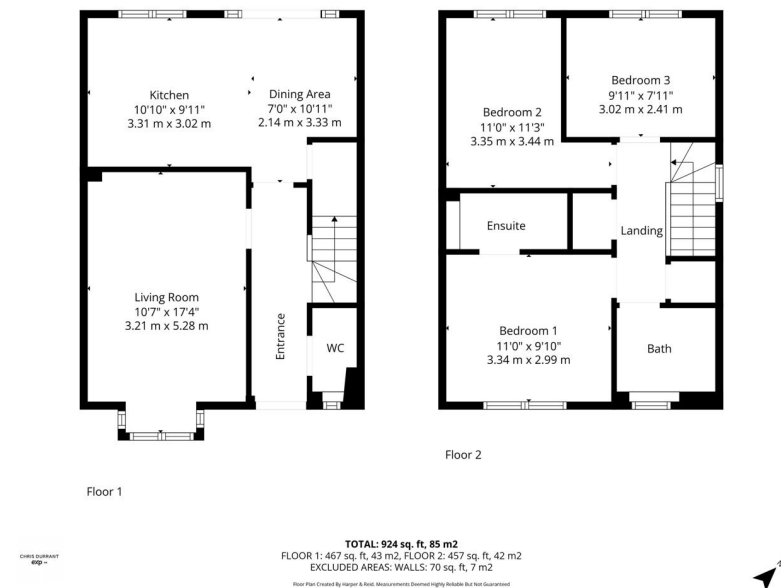 Kitchen
10'10" x 9'11"
3.31 m x 3.02 m
Dining Area
7'0" x 10'11"
2.14 m x 3.33 m
Living Room
10'7" x 17'4"
3.21 m x 5.28 m
Entrance
WC
Floor 1
Bedroom 2
11'0" x 11'3"
3.35 m x 3.44 m
Bedroom 3
9'11" x 7'11"
3.02 m x 2.41 m
Ensuite
Landing
Bedroom 1
11'0" x 9'10"
3.34 m x 2.99 m
Bath
Floor 2
CHRIS DURRANT
exp
TOTAL: 924 sq. ft, 85 m2
FLOOR 1: 467 sq. ft, 43 m2, FLOOR 2: 457 sq. ft, 42 m2
EXCLUDED AREAS: WALLS: 70 sq. ft, 7 m2
Floor Plan Created By Harper & Reid. Measurements Deemed Highly Reliable But Not Guaranteed